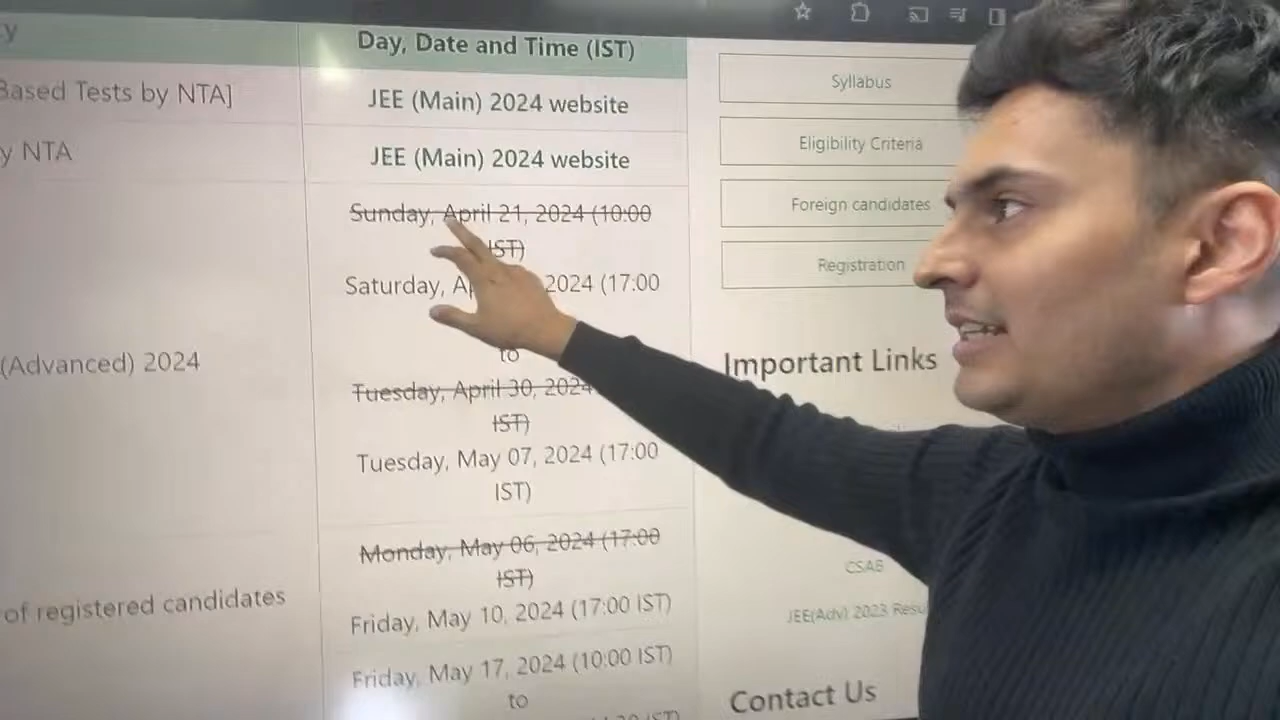 y
Day, Date and Time (IST)
Based Tests by NTA]
JEE (Main) 2024 website
y NTA
JEE (Main) 2024 website
Sunday, April 21, 2024 (10:00
IST)
Saturday, Ap 2024 (17:00
to
(Advanced) 2024
Tuesday, April 30, 2024
IST)
Tuesday, May 07, 2024 (17:00
IST)
Monday, May 06, 2024 (17:00
IST)
of registered candidates
Friday, May 10, 2024 (17:00 IST)
Friday, May 17, 2024 (10:00 IST)
to
Syllabus
Eligibility Criteria
Foreign candidates
Registration
Important Links
CSAB
JEE(Adv) 2023 Resu
Contact Us